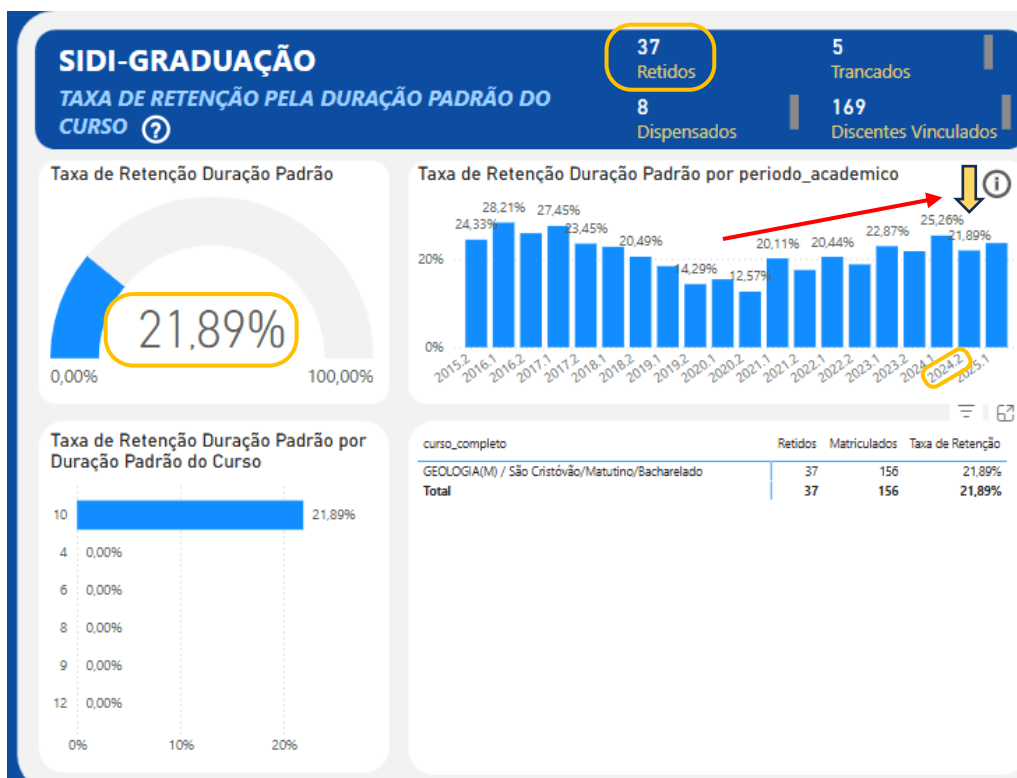 SIDI-GRADUAÇÃO
TAXA DE RETENÇÃO PELA DURAÇÃO PADRÃO DO
CURSO ?
37
Retidos
5
Trancados
8
Dispensados
169
Discentes Vinculados
Taxa de Retenção Duração Padrão
21,89%
0,00%
100,00%
Taxa de Retenção Duração Padrão por periodo_academico
i
24,33%
28,21%
27,45%
23,45%
20,49%
14,29%
12,57%
20,11%
20,44%
22,87%
25,26%
21,89%
20%
0%
2015.2
2016.1
2016.2
2017.1
2017.2
2018.1
2018.2
2019.1
2019.2
2020.1
2020.2
2021.1
2021.2
2022.1
2022.2
2023.1
2023.2
2024.1
2024.2
2025.1
Taxa de Retenção Duração Padrão por
Duração Padrão do Curso
10 21,89%
4 0,00%
6 0,00%
8 0,00%
9 0,00%
12 0,00%
0% 10% 20%
curso_completo Retidos Matriculados Taxa de Retenção
GEOLOGIA(M) / São Cristóvão/Matutino/Bacharelado 37 156 21,89%
Total 37 156 21,89%